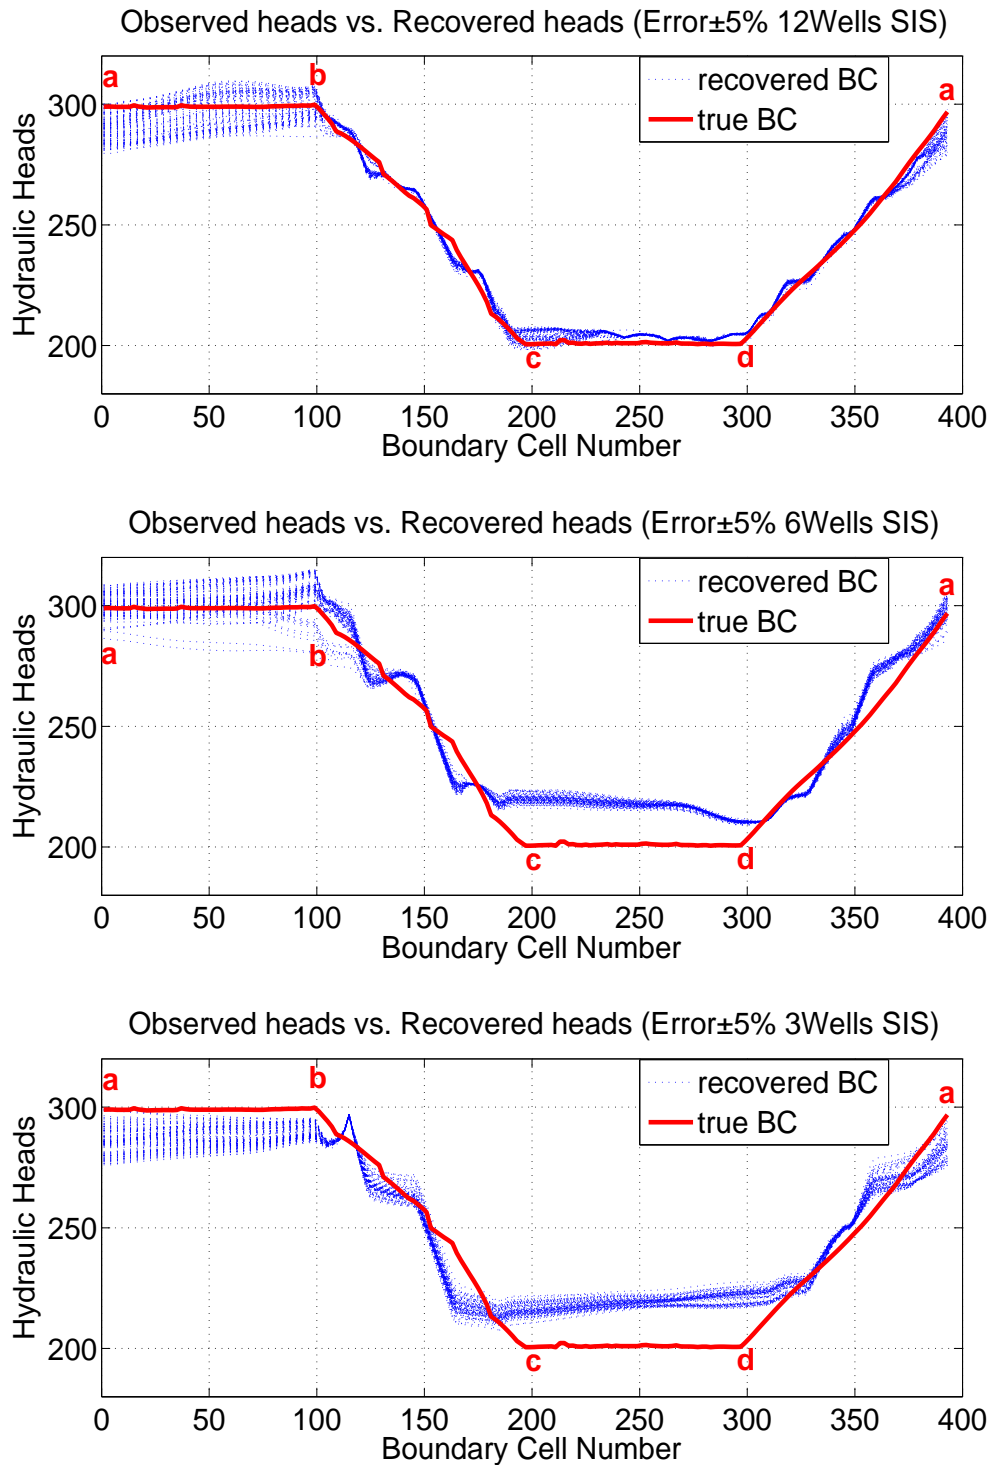 Observed heads vs. Recovered heads (Error±5% 12Wells SIS)
Hydraulic Heads
300
250
200
a
b
c
d
a
recovered BC
true BC
0 50 100 150 200 250 300 350 400
Boundary Cell Number
Observed heads vs. Recovered heads (Error±5% 6Wells SIS)
Hydraulic Heads
300
250
200
a
b
c
d
a
recovered BC
true BC
0 50 100 150 200 250 300 350 400
Boundary Cell Number
Observed heads vs. Recovered heads (Error±5% 3Wells SIS)
Hydraulic Heads
300
250
200
a
b
c
d
a
recovered BC
true BC
0 50 100 150 200 250 300 350 400
Boundary Cell Number